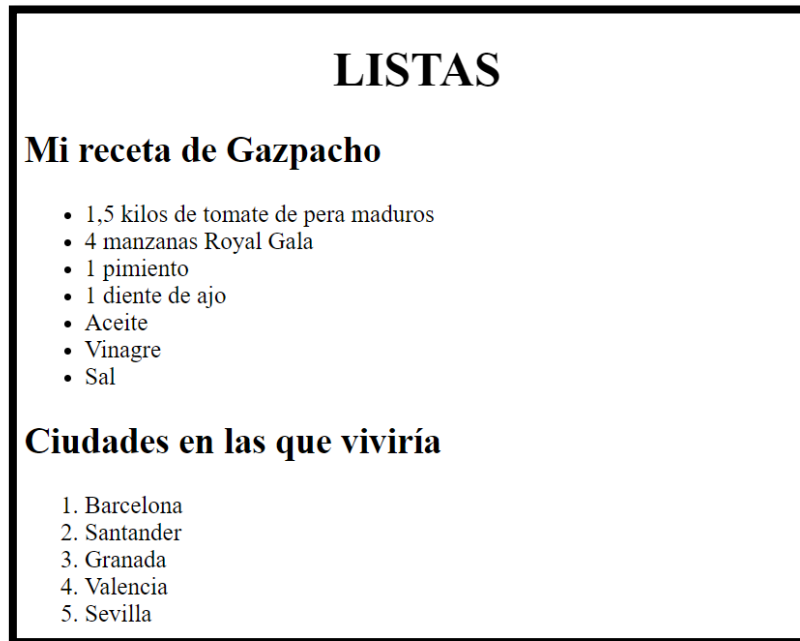 LISTAS
Mi receta de Gazpacho
• 1,5 kilos de tomate de pera maduros
• 4 manzanas Royal Gala
• 1 pimiento
• 1 diente de ajo
• Aceite
• Vinagre
• Sal
Ciudades en las que viviría
1. Barcelona
2. Santander
3. Granada
4. Valencia
5. Sevilla